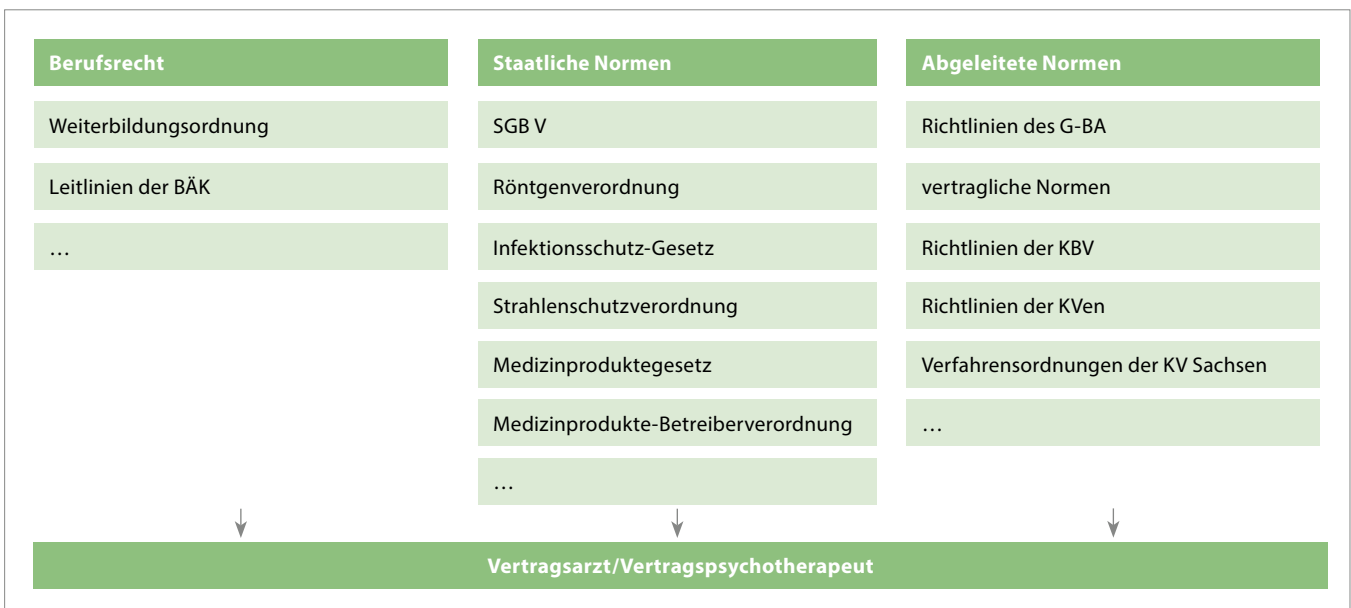 Berufsrecht
Weiterbildungsordnung
Leitlinien der BÄK
…
Staatliche Normen
SGB V
Röntgenverordnung
Infektionsschutz-Gesetz
Strahlenschutzverordnung
Medizinproduktegesetz
Medizinprodukte-Betreiberverordnung
…
Abgeleitete Normen
Richtlinien des G-BA
vertragliche Normen
Richtlinien der KBV
Richtlinien der KVen
Verfahrensordnungen der KV Sachsen
…
Vertragsarzt/Vertragspsychotherapeut